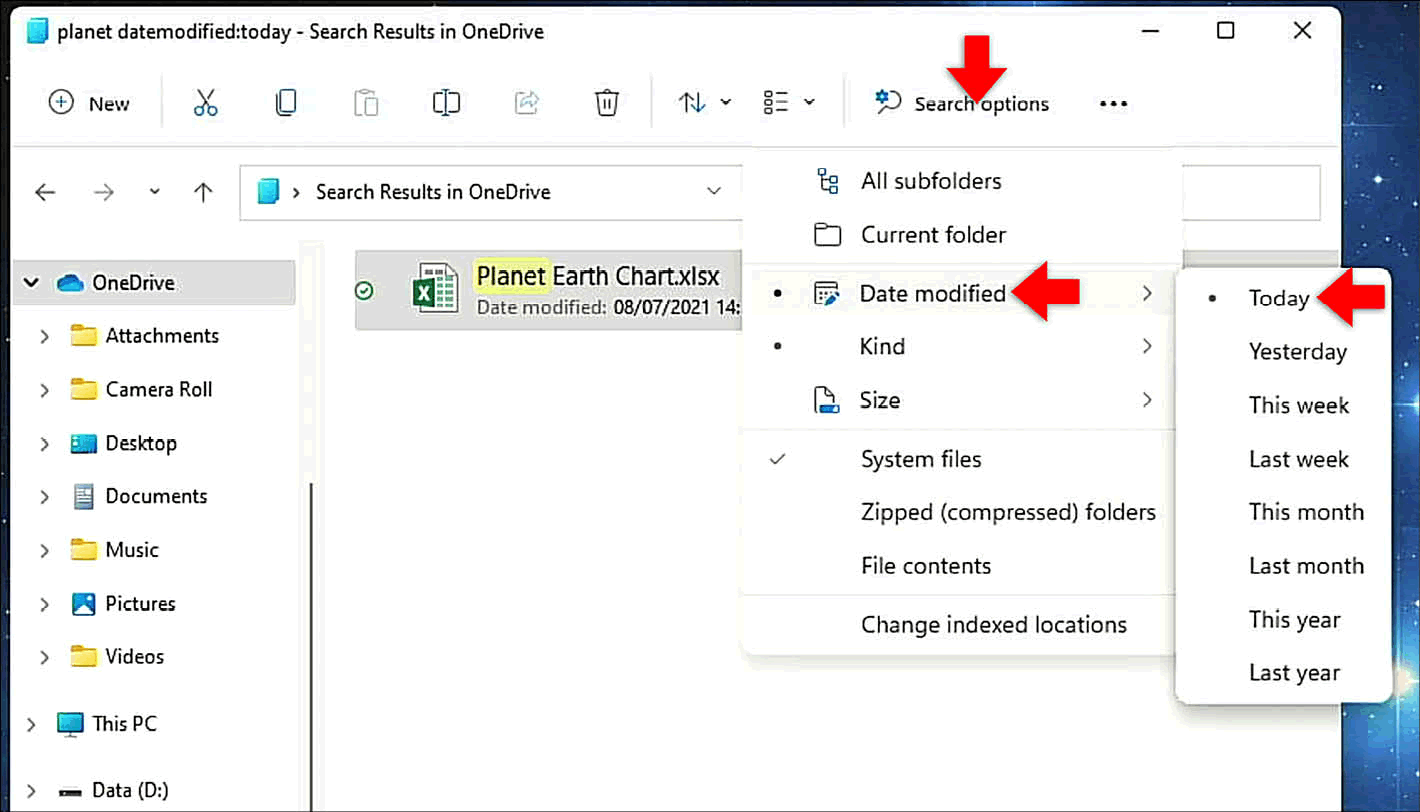 planet datemodified:today - Search Results in OneDrive
New
Search options
Search Results in OneDrive
OneDrive
Attachments
Camera Roll
Desktop
Documents
Music
Pictures
Videos
This PC
Data (D:)
Planet Earth Chart.xlsx
Date modified: 08/07/2021 14:
All subfolders
Current folder
Date modified
Kind
Size
System files
Zipped (compressed) folders
File contents
Change indexed locations
Today
Yesterday
This week
Last week
This month
Last month
This year
Last year